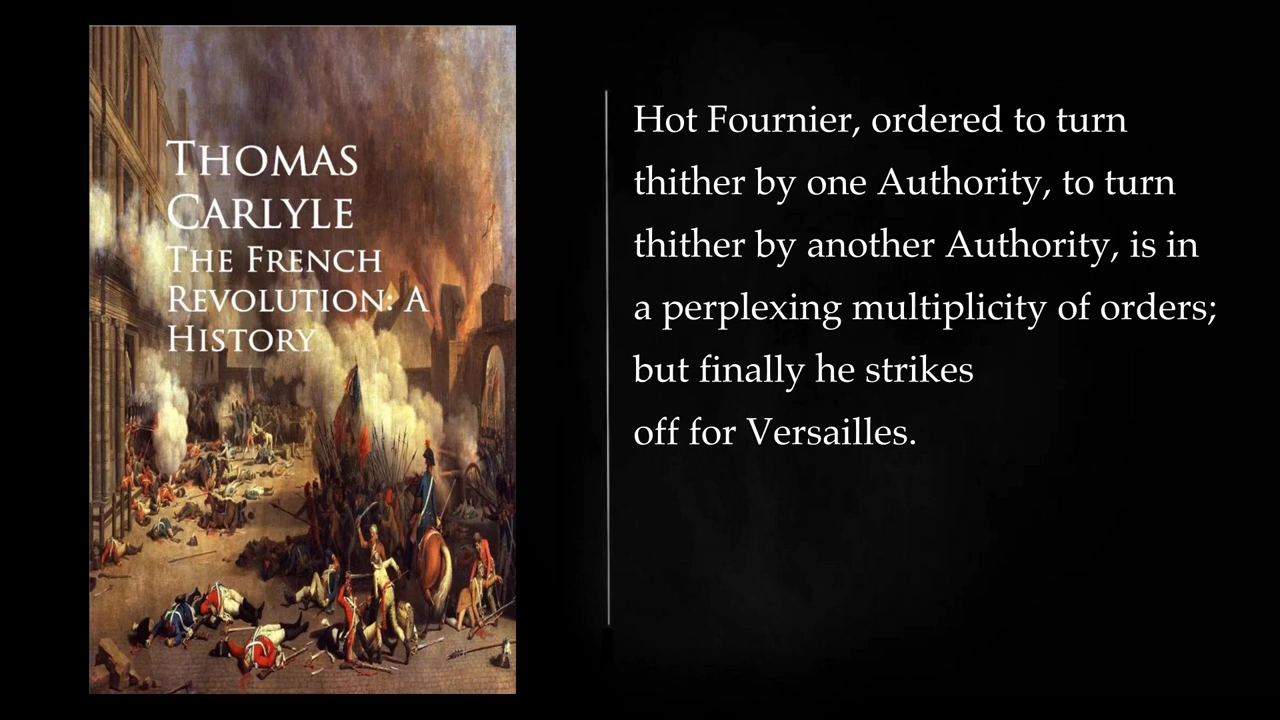 THOMAS
CARLYLE
THE FRENCH
REVOLUTION: A
HISTORY
Hot Fournier, ordered to turn
thither by one Authority, to turn
thither by another Authority, is in
a perplexing multiplicity of orders;
but finally he strikes
off for Versailles.